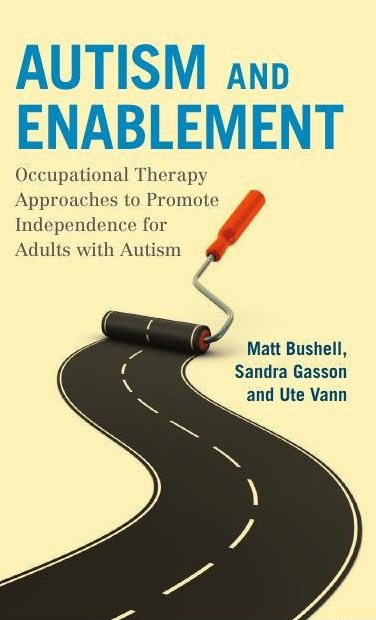 AUTISM AND
ENABLEMENT
Occupational Therapy
Approaches to Promote
Independence for
Adults with Autism
Matt Bushell,
Sandra Gasson
and Ute Vann